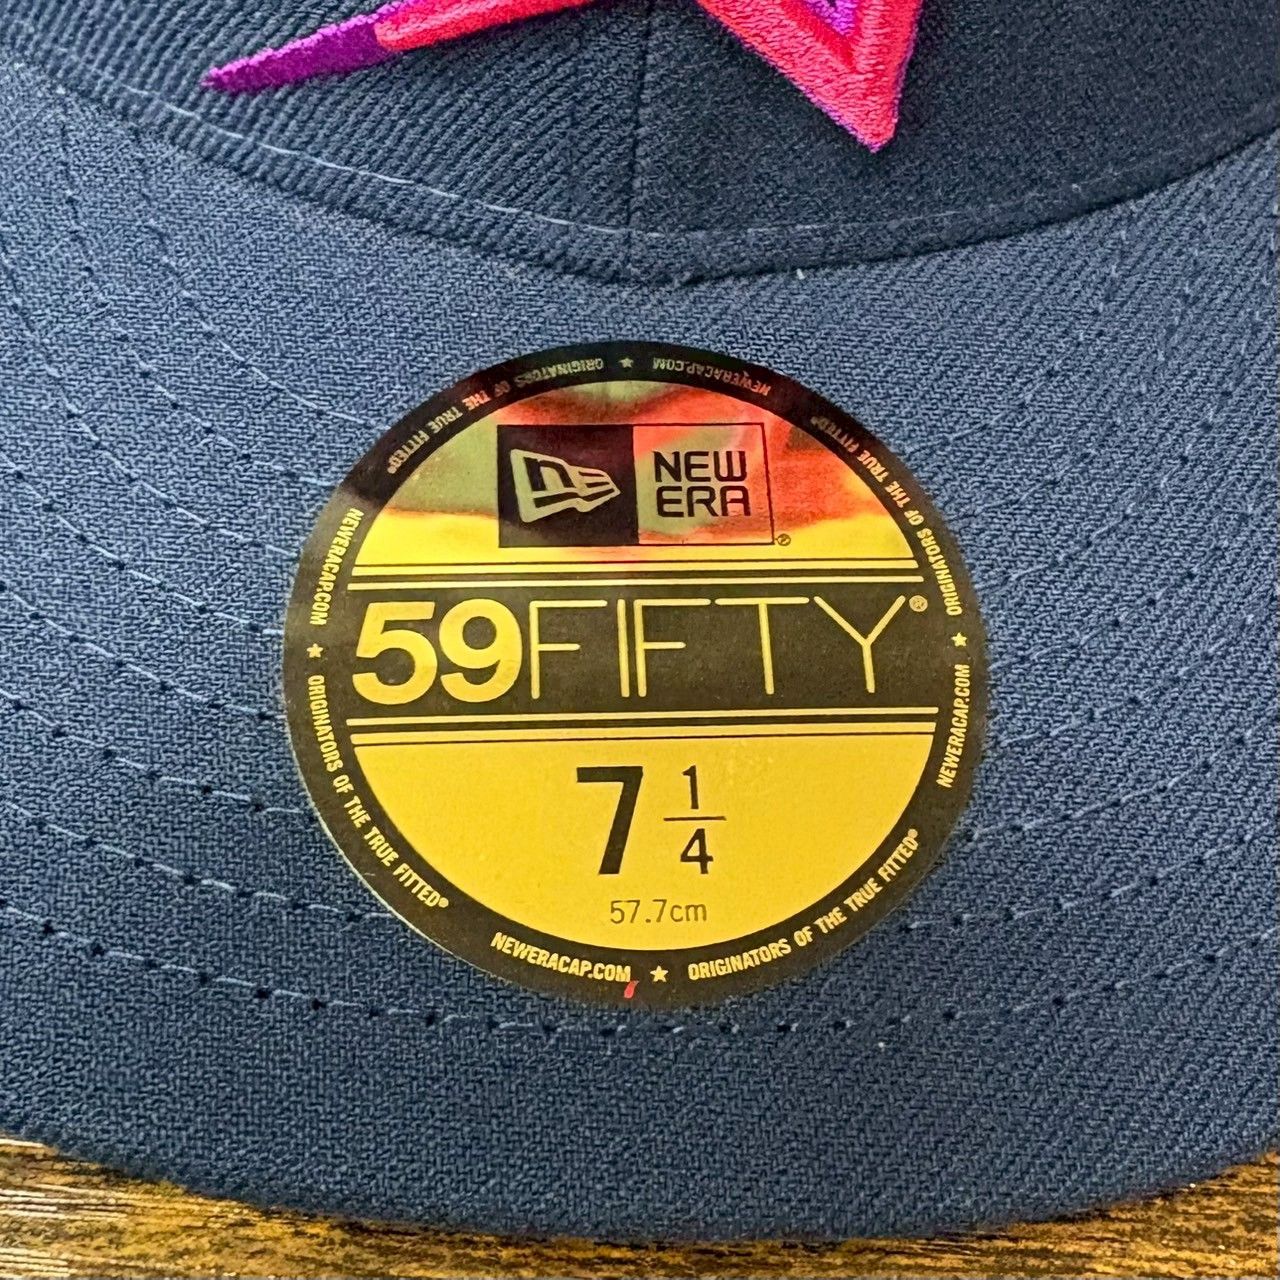 NEW
ERA
®
59FIFTY®
7 1/4
57.7cm
ORIGINATORS OF THE TRUE FITTED®
NEWERACAP.COM
ORIGINATORS OF THE TRUE FITTED®
NEWERACAP.COM
ORIGINATORS OF THE TRUE FITTED®
NEWERACAP.COM
ORIGINATORS OF THE TRUE FITTED®
NEWERACAP.COM